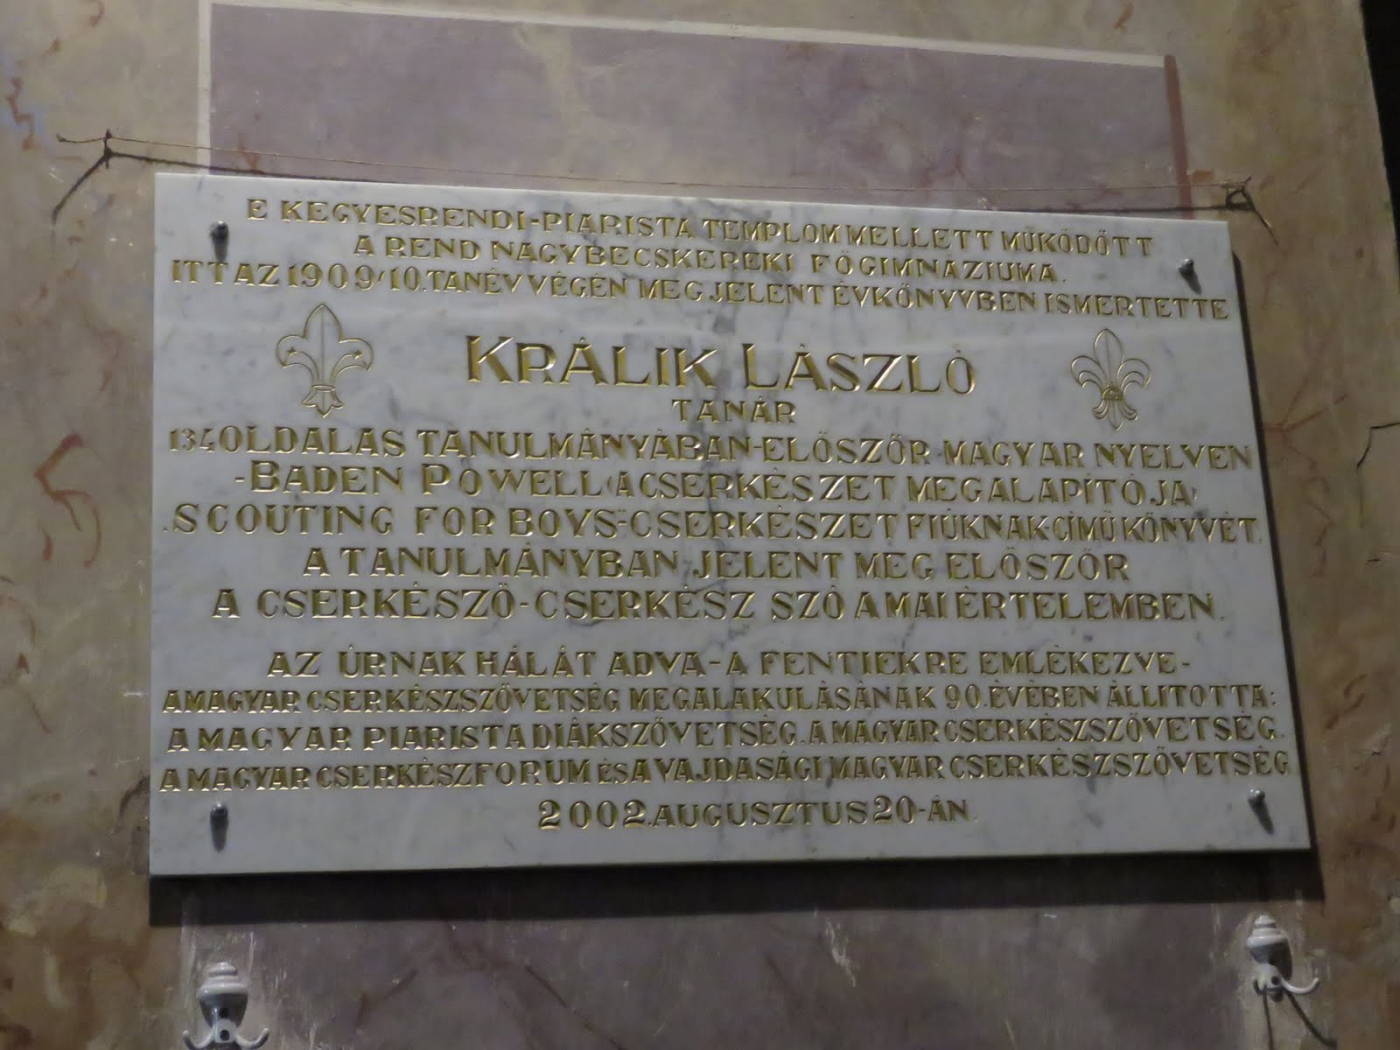 E KEGYESRENDI-PIARISTA TEMPLOM MELLETT MŰKÖDÖTT
A REND NAGYBECSKEREKI FŐGIMNÁZIUMA.
ITT AZ 1909/10. TANÉV VÉGÉN MEGJELENT ÉVKÖNYVBEN ISMERTETTE
KRÁLIK LÁSZLÓ
TANÁR
134 OLDALAS TANULMÁNYÁBAN-ELŐSZÖR-MAGYAR NYELVEN
-BADEN POWELL (A CSERKÉSZET MEGALAPÍTÓJA)
„SCOUTING FOR BOYS"-CSERKÉSZET FIÚKNAK-CÍMŰ KÖNYVÉT.
A TANULMÁNYBAN JELENT MEG ELŐSZÖR
A CSERKÉSZŐ-CSERKÉSZ SZÓ A MAI ÉRTELEMBEN.
AZ ÚRNAK HÁLÁT ADVA-A FENTIEKRE EMLÉKEZVE-
A MAGYAR CSERKÉSZSZÖVETSÉG MEGALAKULÁSÁNAK 90. ÉVÉBEN ÁLLÍTOTTA:
A MAGYAR PIARISTA DIÁKSZÖVETSÉG. A MAGYAR CSERKÉSZSZÖVETSÉG.
A MAGYAR CSERKÉSZFORUM ÉS A VAJDASÁGI MAGYAR CSERKÉSZSZÖVETSÉG
2002. AUGUSZTUS 20-ÁN.